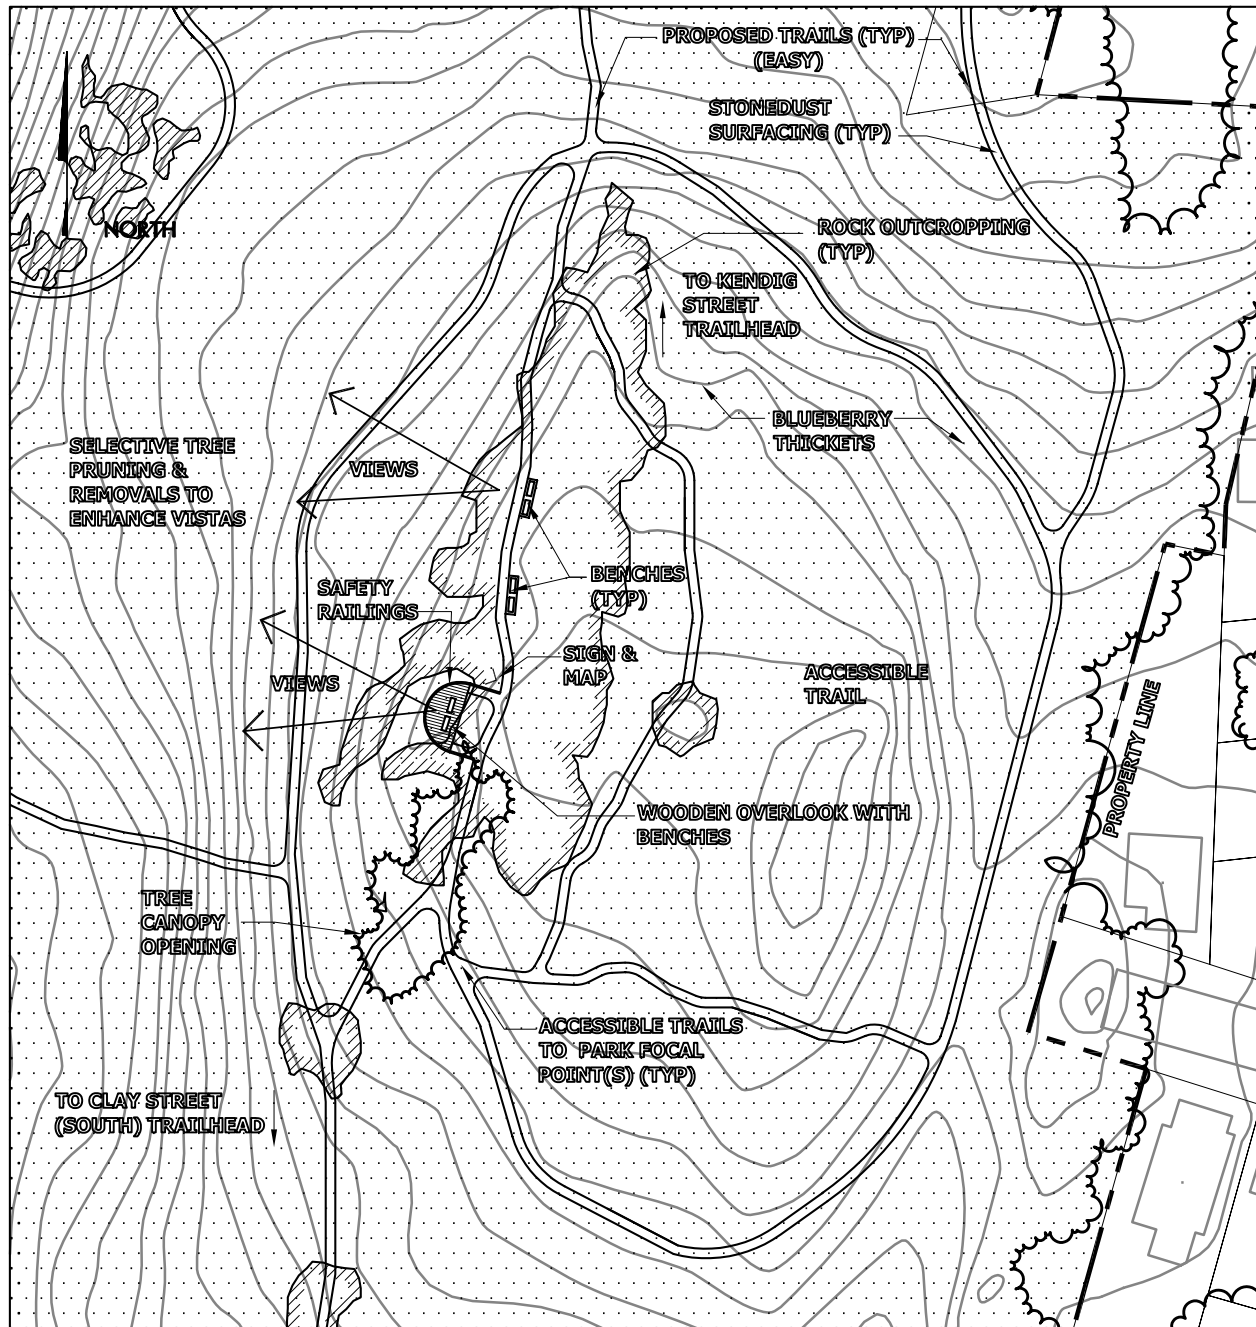 PROPOSED TRAILS (TYP)
(EASY)
STONEDUST
SURFACING (TYP)
NORTH
ROCK OUTCROPPING
(TYP)
TO KENDIG
STREET
TRAILHEAD
BLUEBERRY
THICKETS
SELECTIVE TREE
PRUNING &
REMOVALS TO
ENHANCE VISTAS
VIEWS
SAFETY
RAILINGS
BENCHES
(TYP)
SIGN &
MAP
VIEWS
ACCESSIBLE
TRAIL
PROPERTY LINE
WOODEN OVERLOOK WITH
BENCHES
TREE
CANOPY
OPENING
ACCESSIBLE TRAILS
TO PARK FOCAL
POINT(S) (TYP)
TO CLAY STREET
(SOUTH) TRAILHEAD